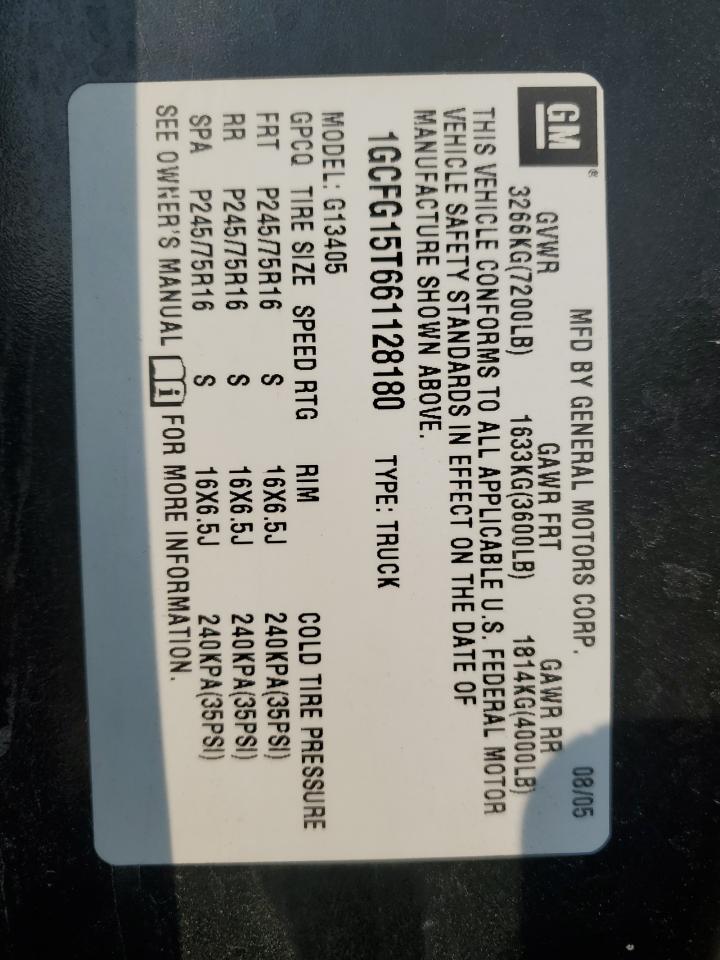 GM®
MFD BY GENERAL MOTORS CORP. 08/05
GVWR GAWR FRT GAWR RR
3266KG(7200LB) 1633KG(3600LB) 1814KG(4000LB)
THIS VEHICLE CONFORMS TO ALL APPLICABLE U.S. FEDERAL MOTOR
VEHICLE SAFETY STANDARDS IN EFFECT ON THE DATE OF
MANUFACTURE SHOWN ABOVE.
1GCFG15T661128180 TYPE: TRUCK
MODEL: G13405
GPCQ TIRE SIZE SPEED RTG RIM COLD TIRE PRESSURE
FRT P245/75R16 S 16X6.5J 240KPA(35PSI)
RR P245/75R16 S 16X6.5J 240KPA(35PSI)
SPA P245/75R16 S 16X6.5J 240KPA(35PSI)
SEE OWNER'S MANUAL i FOR MORE INFORMATION.